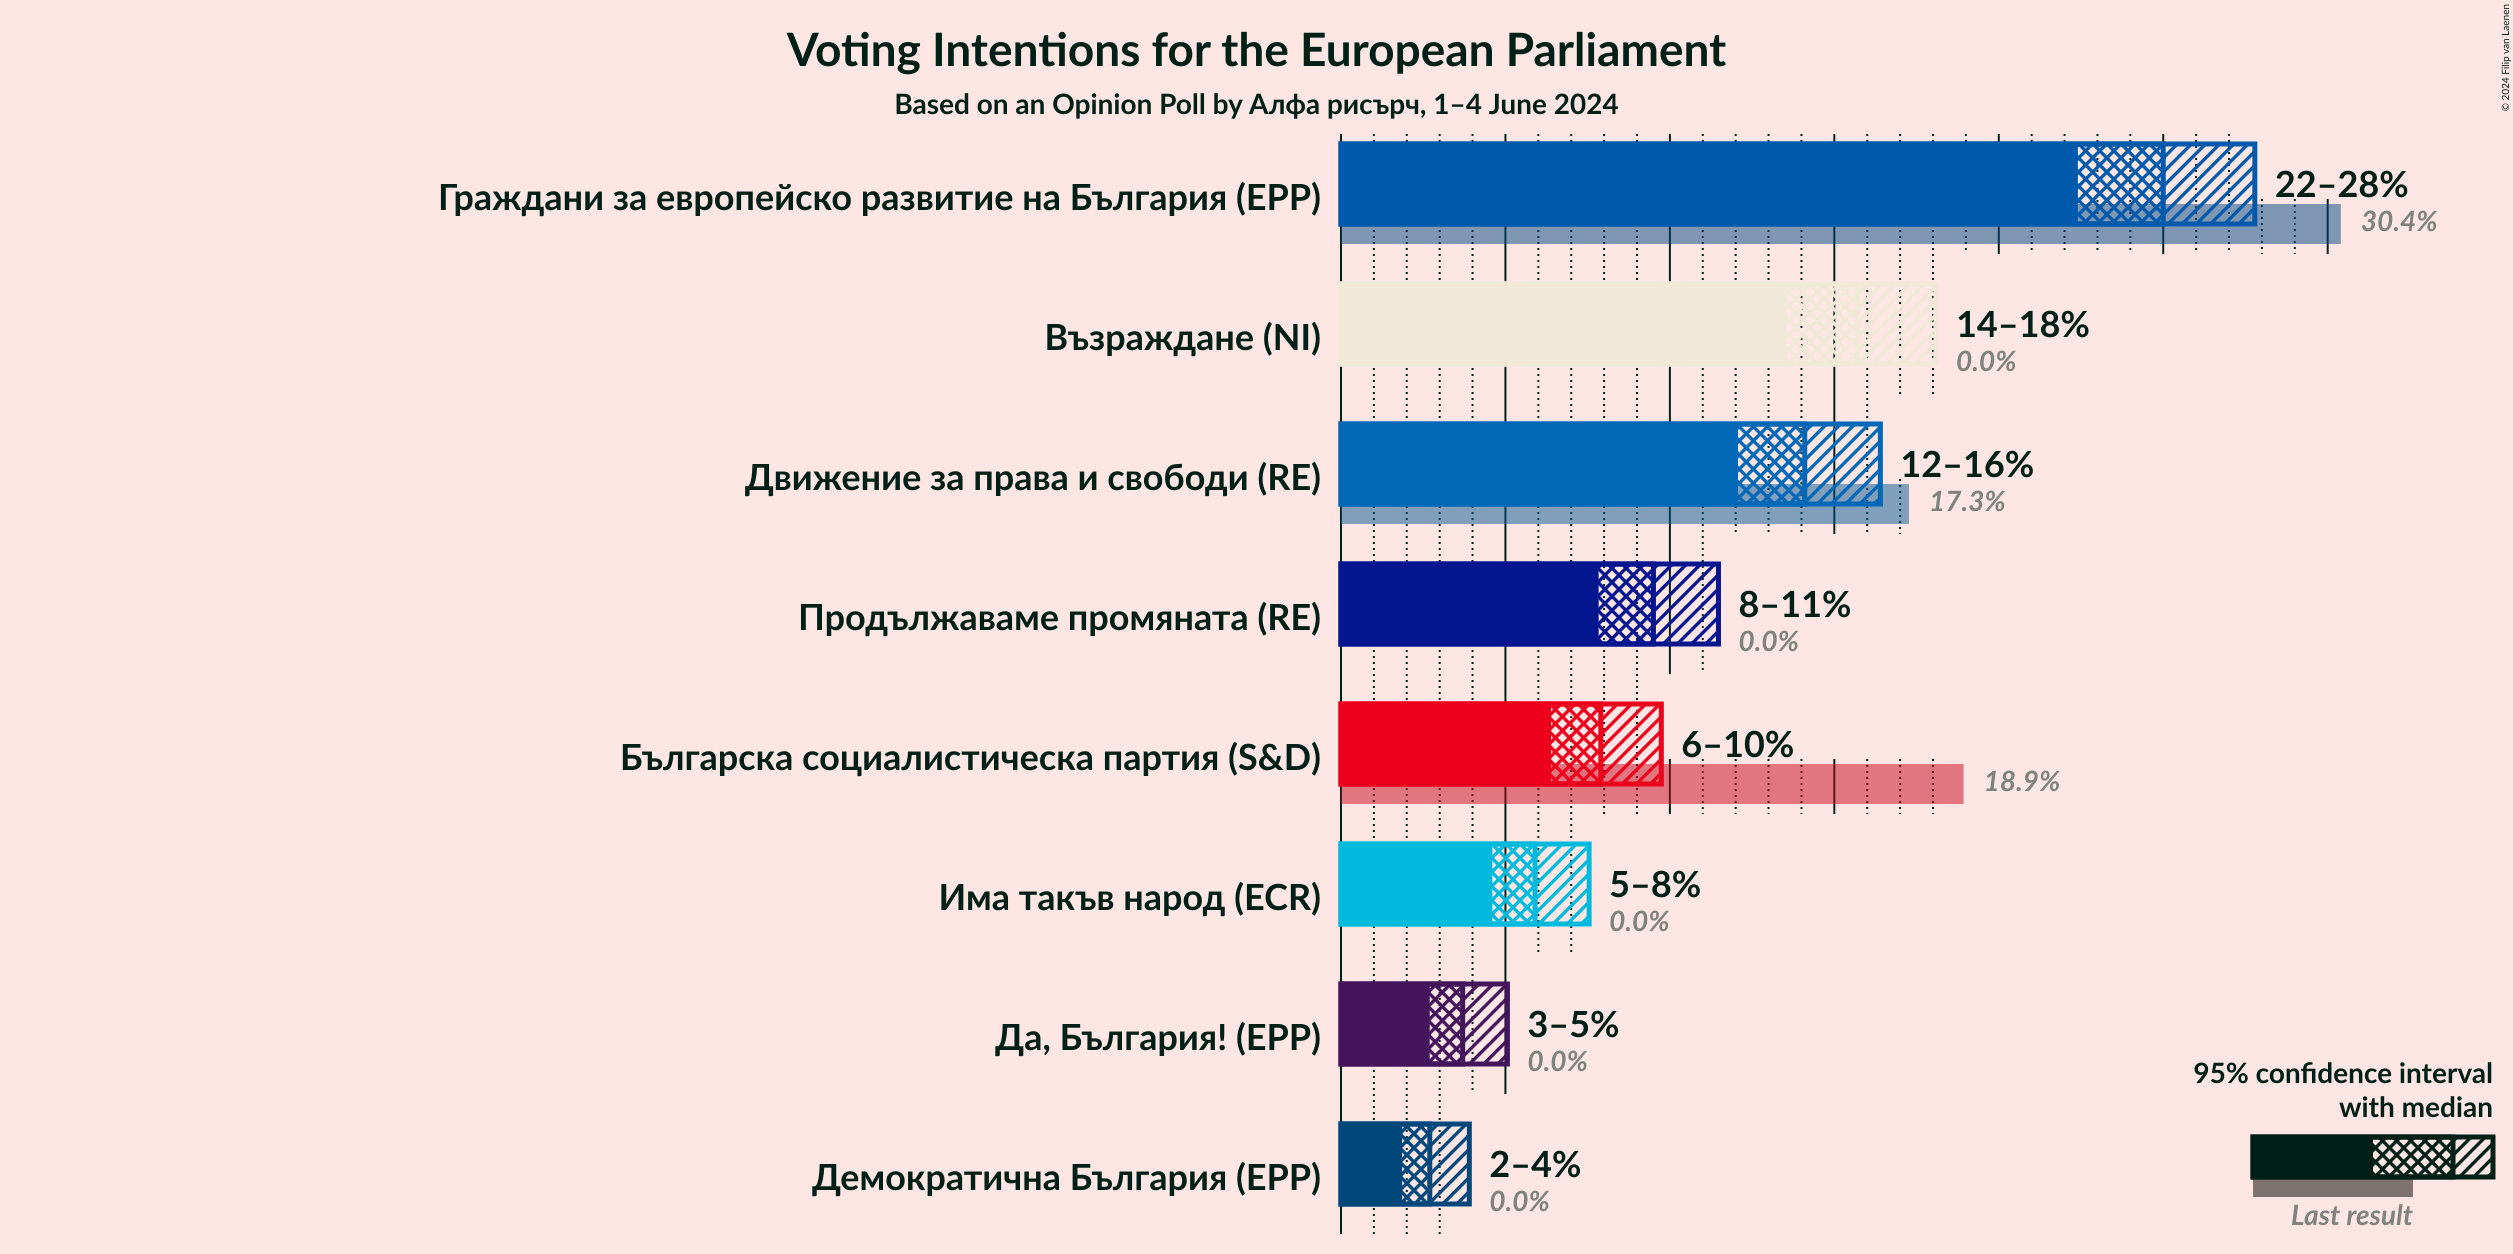 Voting Intentions for the European Parliament
Based on an Opinion Poll by Алфа рисърч, 1–4 June 2024
© 2024 Filip van Laenen
Граждани за европейско развитие на България (EPP)
22–28%
30.4%
Възраждане (NI)
14–18%
0.0%
Движение за права и свободи (RE)
12–16%
17.3%
Продължаваме промяната (RE)
8–11%
0.0%
Българска социалистическа партия (S&D)
6–10%
18.9%
Има такъв народ (ECR)
5–8%
0.0%
Да, България! (EPP)
3–5%
0.0%
Демократична България (EPP)
2–4%
0.0%
95% confidence interval
with median
Last result